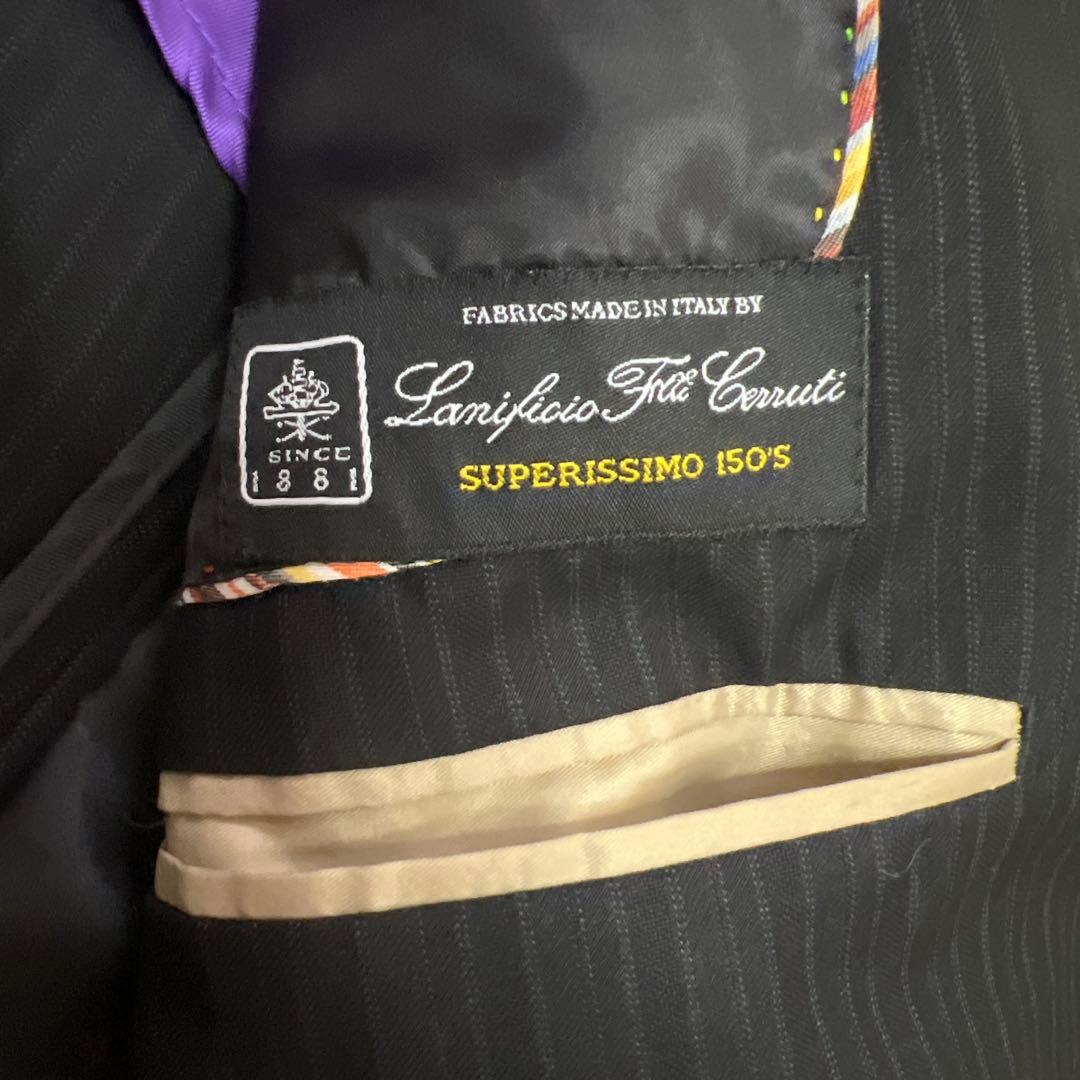 FABRICS MADE IN ITALY BY
Lanificio F.lli Cerruti
SUPERISSIMO 150'S
SINCE
1881